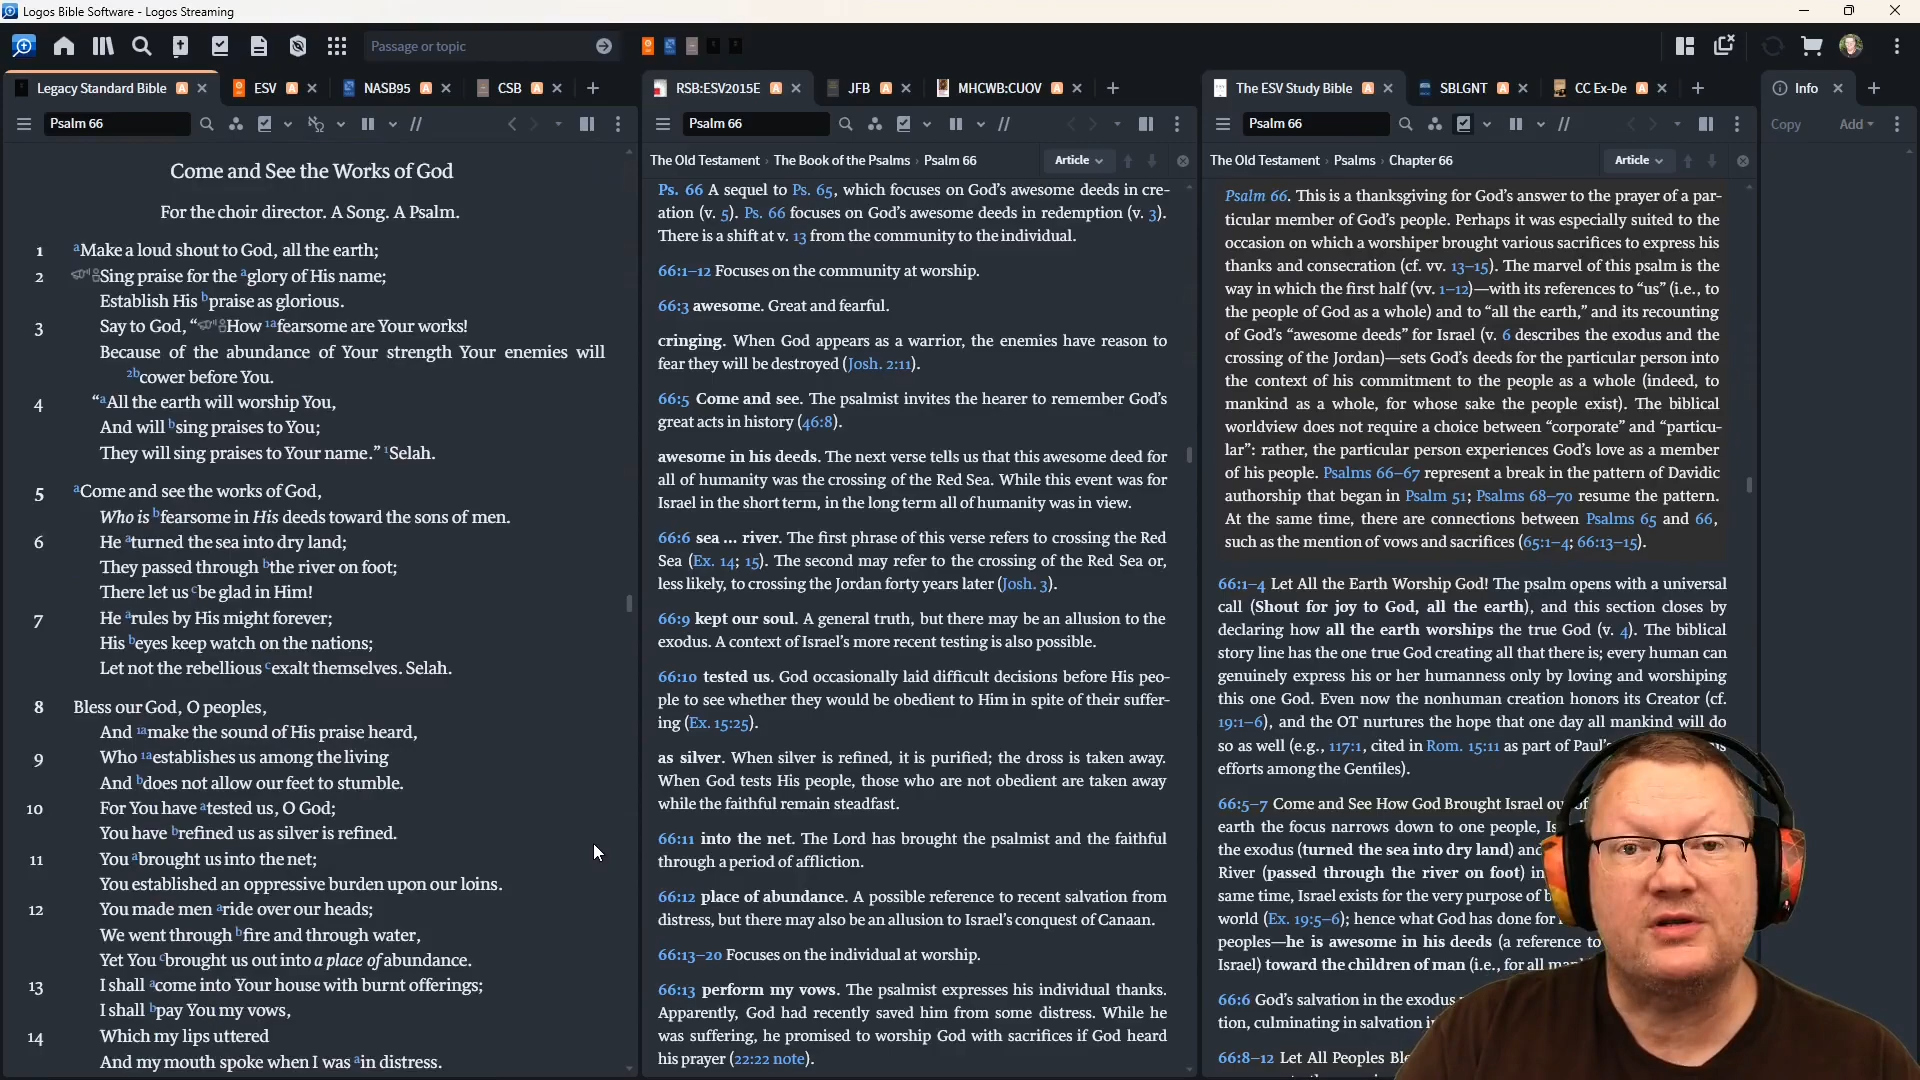 Logos Bible Software - Logos Streaming
Passage or topic
Legacy Standard Bible A ESV A NASB95 A CSB A
RSB:ESV2015E A JFB A MHCWB:CUOV A
The ESV Study Bible A SBLGNT A CC Ex-De A Info
Psalm 66
Psalm 66
Psalm 66
Copy Add
Come and See the Works of God
For the choir director. A Song. A Psalm.
1 aMake a loud shout to God, all the earth;
2 Sing praise for the aglory of His name;
Establish His bpraise as glorious.
3 Say to God, “How 1afearsome are Your works!
Because of the abundance of Your strength Your enemies will
2bcower before You.
4 “aAll the earth will worship You,
And will bsing praises to You;
They will sing praises to Your name.” 1Selah.
5 aCome and see the works of God,
Who is bfearsome in His deeds toward the sons of men.
6 He aturned the sea into dry land;
They passed through bthe river on foot;
There let us cbe glad in Him!
7 He arules by His might forever;
His beyes keep watch on the nations;
Let not the rebellious cexalt themselves. Selah.
8 Bless our God, O peoples,
And 1amake the sound of His praise heard,
9 Who 1aestablishes us among the living
And bdoes not allow our feet to stumble.
10 For You have atested us, O God;
You have brefined us as silver is refined.
11 You abrought us into the net;
You established an oppressive burden upon our loins.
12 You made men aride over our heads;
We went through bfire and through water,
Yet You cbrought us out into a place of abundance.
13 I shall acome into Your house with burnt offerings;
I shall bpay You my vows,
14 Which my lips uttered
And my mouth spoke when I was ain distress.
The Old Testament › The Book of the Psalms › Psalm 66
Article
Ps. 66 A sequel to Ps. 65, which focuses on God’s awesome deeds in cre-
ation (v. 5). Ps. 66 focuses on God’s awesome deeds in redemption (v. 3).
There is a shift at v. 13 from the community to the individual.
66:1–12 Focuses on the community at worship.
66:3 awesome. Great and fearful.
cringing. When God appears as a warrior, the enemies have reason to
fear they will be destroyed (Josh. 2:11).
66:5 Come and see. The psalmist invites the hearer to remember God’s
great acts in history (46:8).
awesome in his deeds. The next verse tells us that this awesome deed for
all of humanity was the crossing of the Red Sea. While this event was for
Israel in the short term, in the long term all of humanity was in view.
66:6 sea ... river. The first phrase of this verse refers to crossing the Red
Sea (Ex. 14; 15). The second may refer to the crossing of the Red Sea or,
less likely, to crossing the Jordan forty years later (Josh. 3).
66:9 kept our soul. A general truth, but there may be an allusion to the
exodus. A context of Israel’s more recent testing is also possible.
66:10 tested us. God occasionally laid difficult decisions before His peo-
ple to see whether they would be obedient to Him in spite of their suffer-
ing (Ex. 15:25).
as silver. When silver is refined, it is purified; the dross is taken away.
When God tests His people, those who are not obedient are taken away
while the faithful remain steadfast.
66:11 into the net. The Lord has brought the psalmist and the faithful
through a period of affliction.
66:12 place of abundance. A possible reference to recent salvation from
distress, but there may also be an allusion to Israel’s conquest of Canaan.
66:13–20 Focuses on the individual at worship.
66:13 perform my vows. The psalmist expresses his individual thanks.
Apparently, God had recently saved him from some distress. While he
was suffering, he promised to worship God with sacrifices if God heard
his prayer (22:22 note).
The Old Testament › Psalms › Chapter 66
Article
Psalm 66. This is a thanksgiving for God’s answer to the prayer of a par-
ticular member of God’s people. Perhaps it was especially suited to the
occasion on which a worshiper brought various sacrifices to express his
thanks and consecration (cf. vv. 13–15). The marvel of this psalm is the
way in which the first half (vv. 1–12)—with its references to “us” (i.e., to
the people of God as a whole) and to “all the earth,” and its recounting
of God’s “awesome deeds” for Israel (v. 6 describes the exodus and the
crossing of the Jordan)—sets God’s deeds for the particular person into
the context of his commitment to the people as a whole (indeed, to
mankind as a whole, for whose sake the people exist). The biblical
worldview does not require a choice between “corporate” and “particu-
lar”: rather, the particular person experiences God’s love as a member
of his people. Psalms 66–67 represent a break in the pattern of Davidic
authorship that began in Psalm 51; Psalms 68–70 resume the pattern.
At the same time, there are connections between Psalms 65 and 66,
such as the mention of vows and sacrifices (65:1–4; 66:13–15).
66:1–4 Let All the Earth Worship God! The psalm opens with a universal
call (Shout for joy to God, all the earth), and this section closes by
declaring how all the earth worships the true God (v. 4). The biblical
story line has the one true God creating all that there is; every human can
genuinely express his or her humanness only by loving and worshiping
this one God. Even now the nonhuman creation honors its Creator (cf.
19:1–6), and the OT nurtures the hope that one day all mankind will do
so as well (e.g., 117:1, cited in Rom. 15:11 as part of Paul’s
efforts among the Gentiles).
66:5–7 Come and See How God Brought Israel
earth the focus narrows down to one people,
the exodus (turned the sea into dry land) and
River (passed through the river on foot)
same time, Israel exists for the very purpose of
world (Ex. 19:5–6); hence what God has done for
peoples—he is awesome in his deeds (a reference to
Israel) toward the children of man (i.e., for all
66:6 God’s salvation in the exodus
tion, culminating in salvation
66:8–12 Let All Peoples